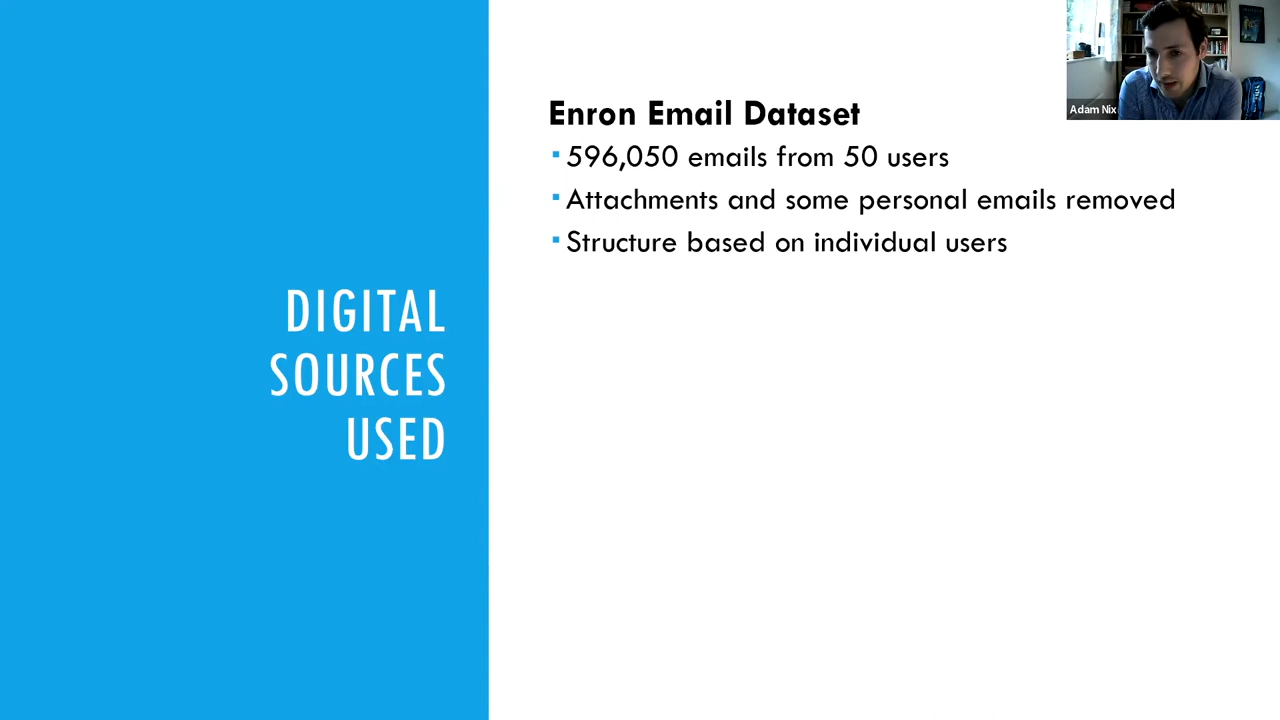 Enron Email Dataset
596,050 emails from 50 users
Attachments and some personal emails removed
Structure based on individual users
DIGITAL
SOURCES
USED
Adam Nix